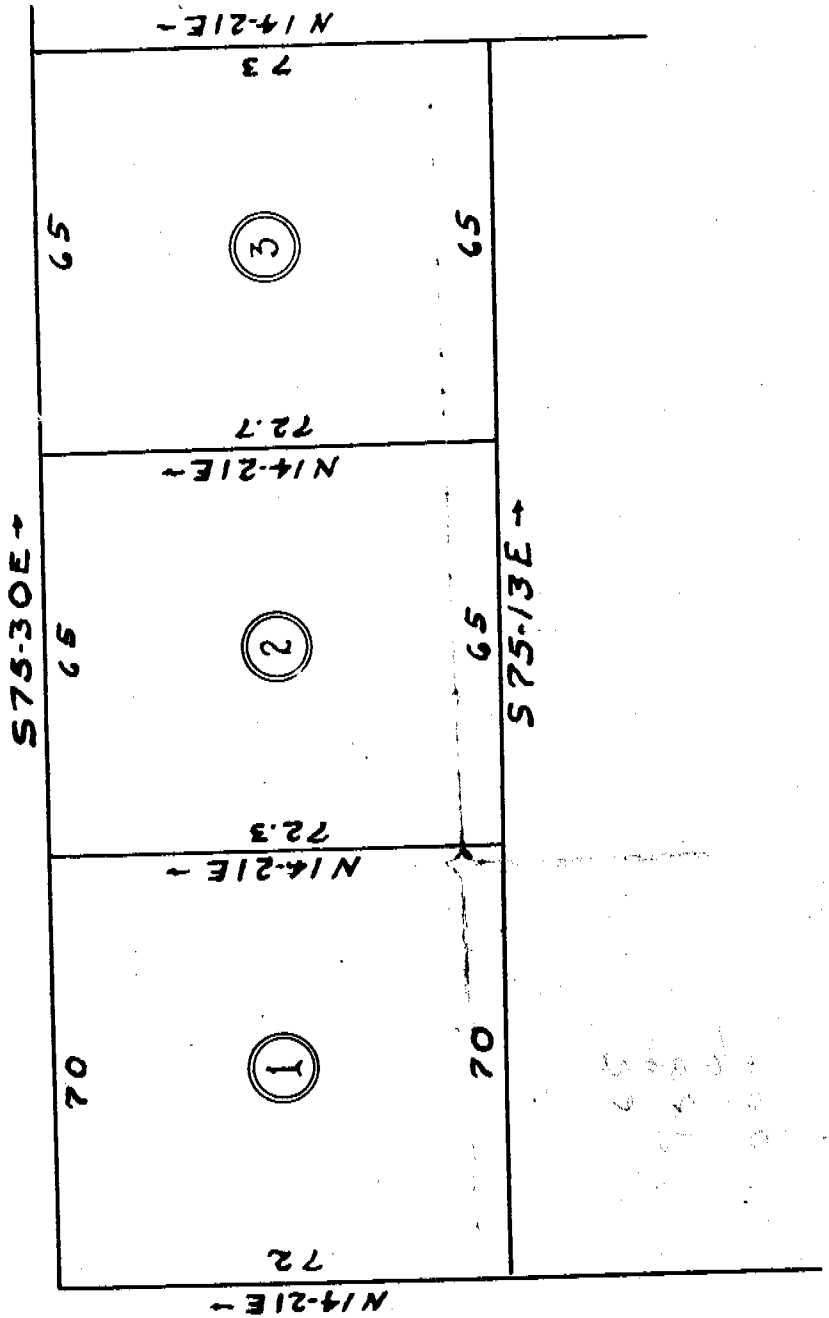 S75-30E →
70
65
65
N14-21E →
72
1
N14-21E →
72.3
2
N14-21E →
72.7
3
73
N14-21E →
70
65
65
S75-13E →